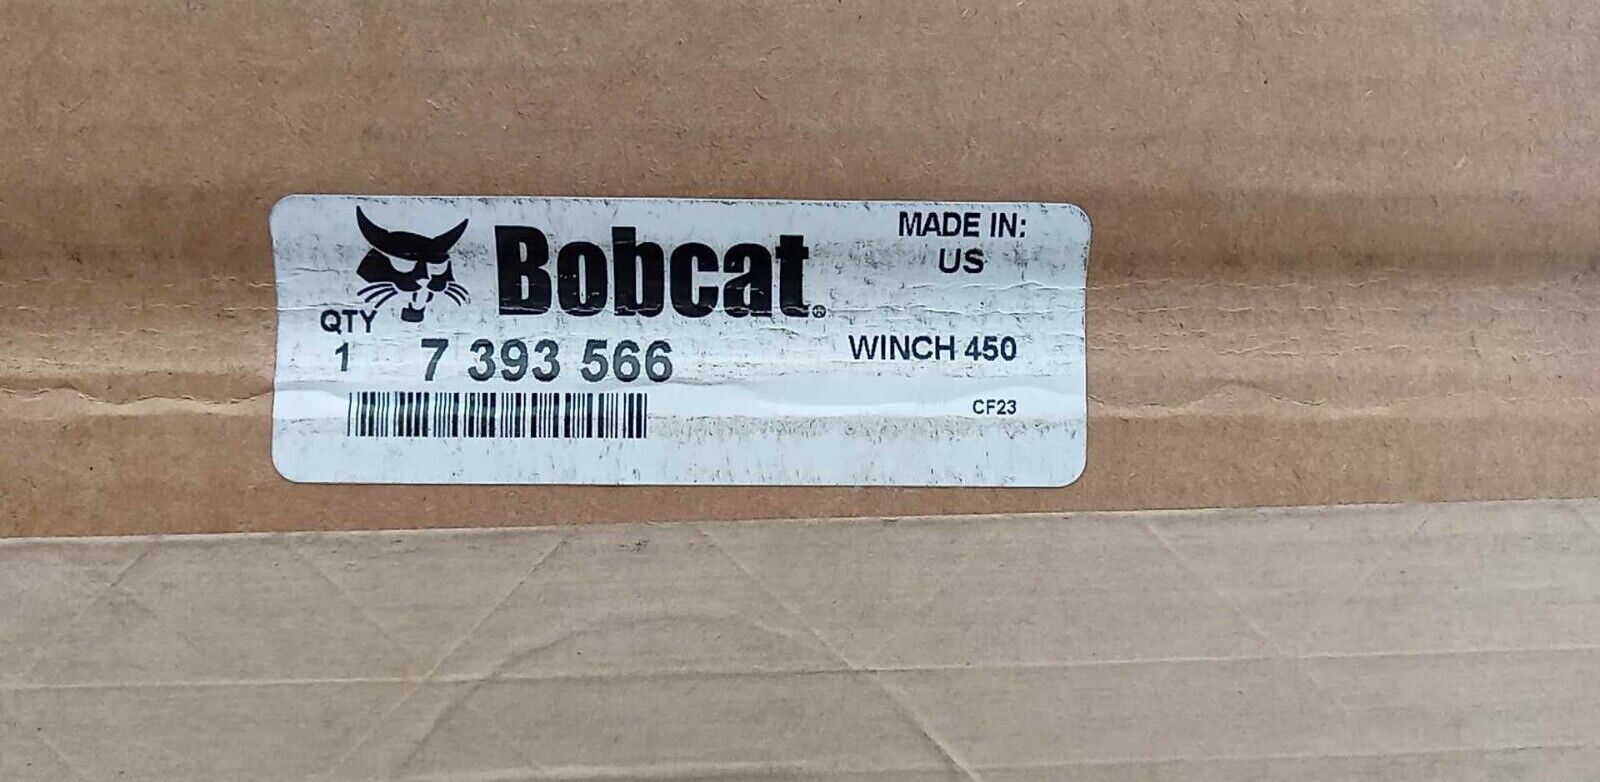 Bobcat®
MADE IN:
US
QTY
1 7 393 566
WINCH 450
CF23